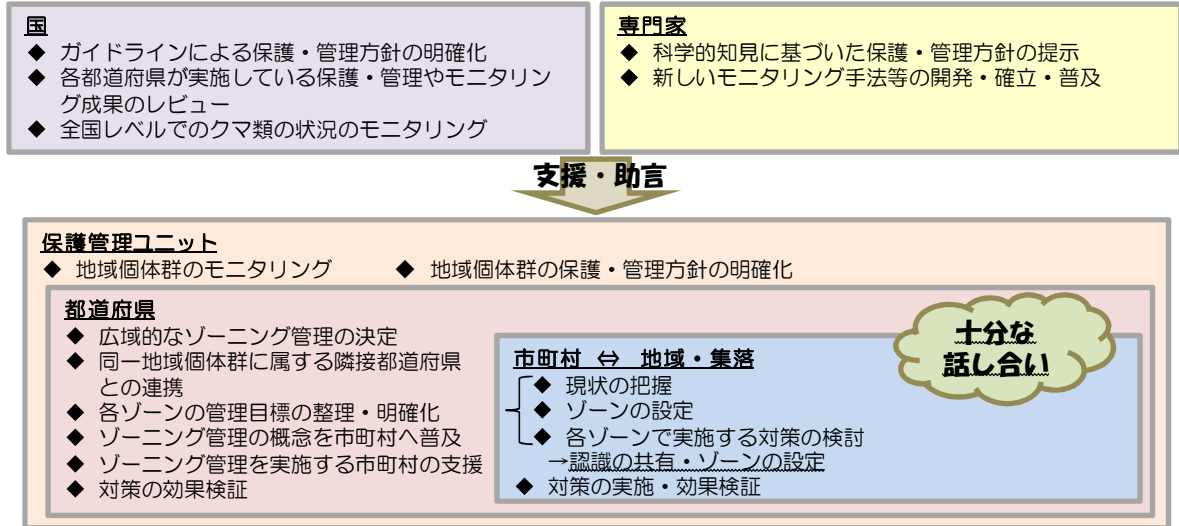 国
◆ ガイドラインによる保護・管理方針の明確化
◆ 各都道府県が実施している保護・管理やモニタリン
グ成果のレビュー
◆ 全国レベルでのクマ類の状況のモニタリング
専門家
◆ 科学的知見に基づいた保護・管理方針の提示
◆ 新しいモニタリング手法等の開発・確立・普及
支援・助言
保護管理ユニット
◆ 地域個体群のモニタリング ◆ 地域個体群の保護・管理方針の明確化
都道府県
◆ 広域的なゾーニング管理の決定
◆ 同一地域個体群に属する隣接都道府県
との連携
◆ 各ゾーンの管理目標の整理・明確化
◆ ゾーニング管理の概念を市町村へ普及
◆ ゾーニング管理を実施する市町村の支援
◆ 対策の効果検証
十分な
話し合い
市町村 ⇔ 地域・集落
◆ 現状の把握
◆ ゾーンの設定
◆ 各ゾーンで実施する対策の検討
→認識の共有・ゾーンの設定
◆ 対策の実施・効果検証